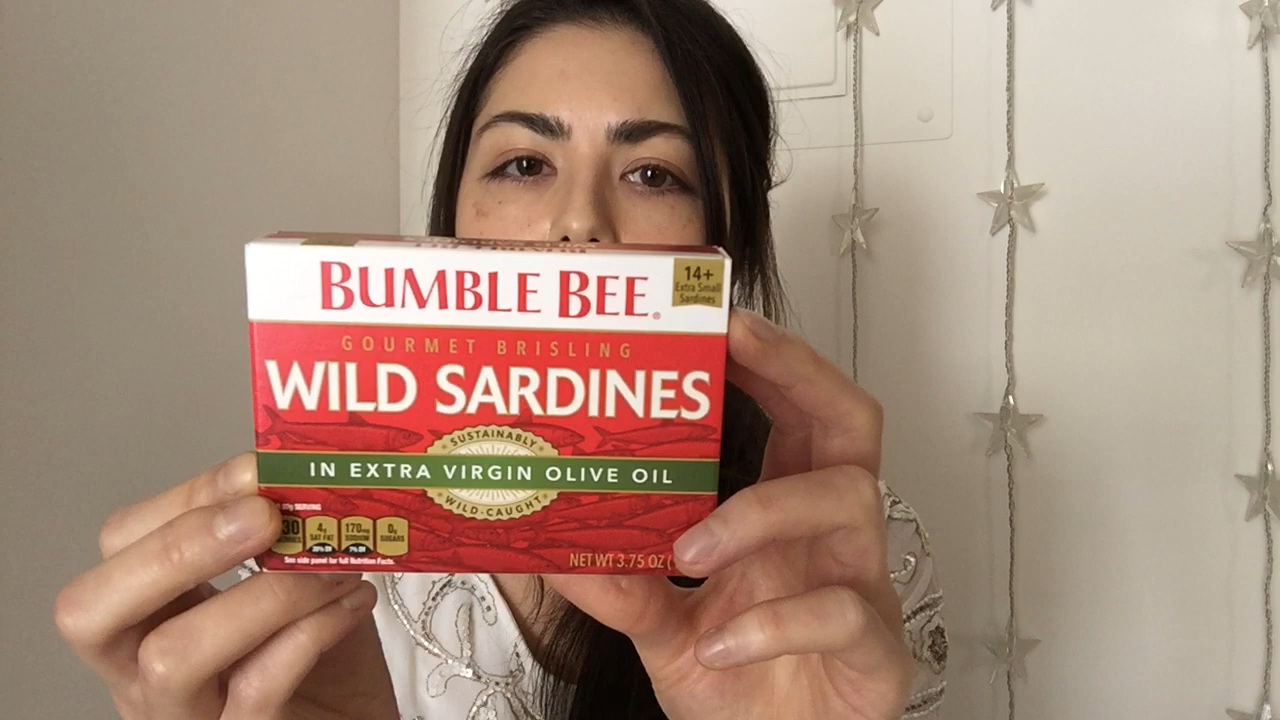 BUMBLE BEE®
14+
Extra Small
Sardines
GOURMET BRISLING
WILD SARDINES
SUSTAINABLY
IN EXTRA VIRGIN OLIVE OIL
WILD-CAUGHT
SERVING
30
4g
SAT FAT
20% DV
170mg
SODIUM
7% DV
0g
SUGARS
See side panel for full Nutrition Facts.
NET WT 3.75 OZ (